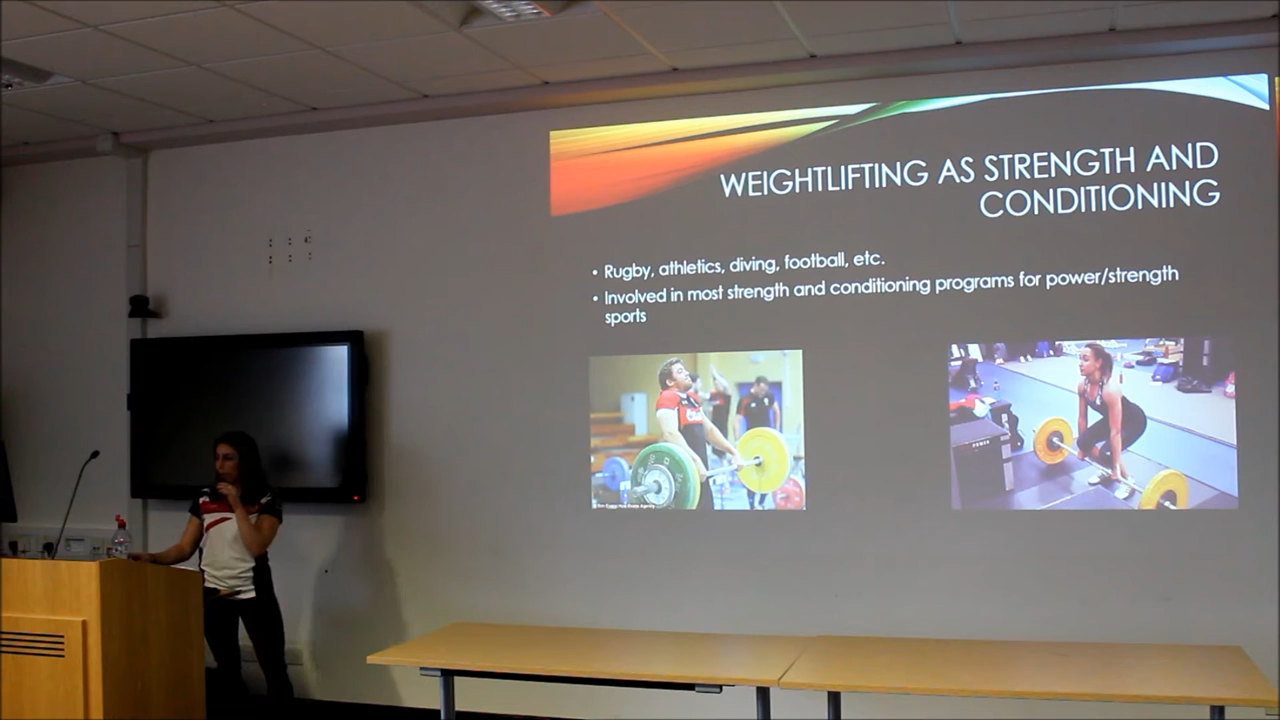 WEIGHTLIFTING AS STRENGTH AND
CONDITIONING
• Rugby, athletics, diving, football, etc.
• Involved in most strength and conditioning programs for power/strength
sports